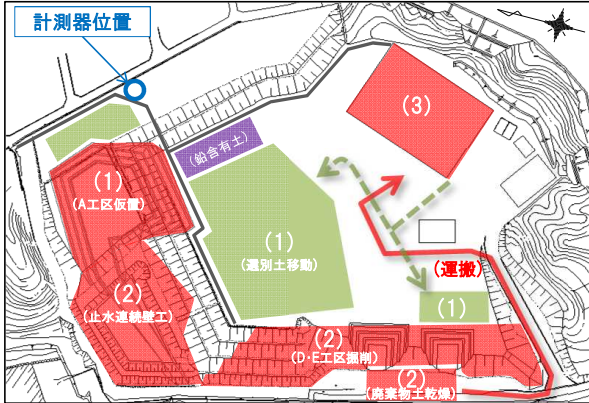 計測器位置
(3)
(鉛含有土)
(1)
(A工区仮置)
(1)
(選別土移動)
(運搬)
(2)
(止水連続壁工)
(1)
(2)
(D・E工区掘削)
(2)
(廃棄物土乾燥)